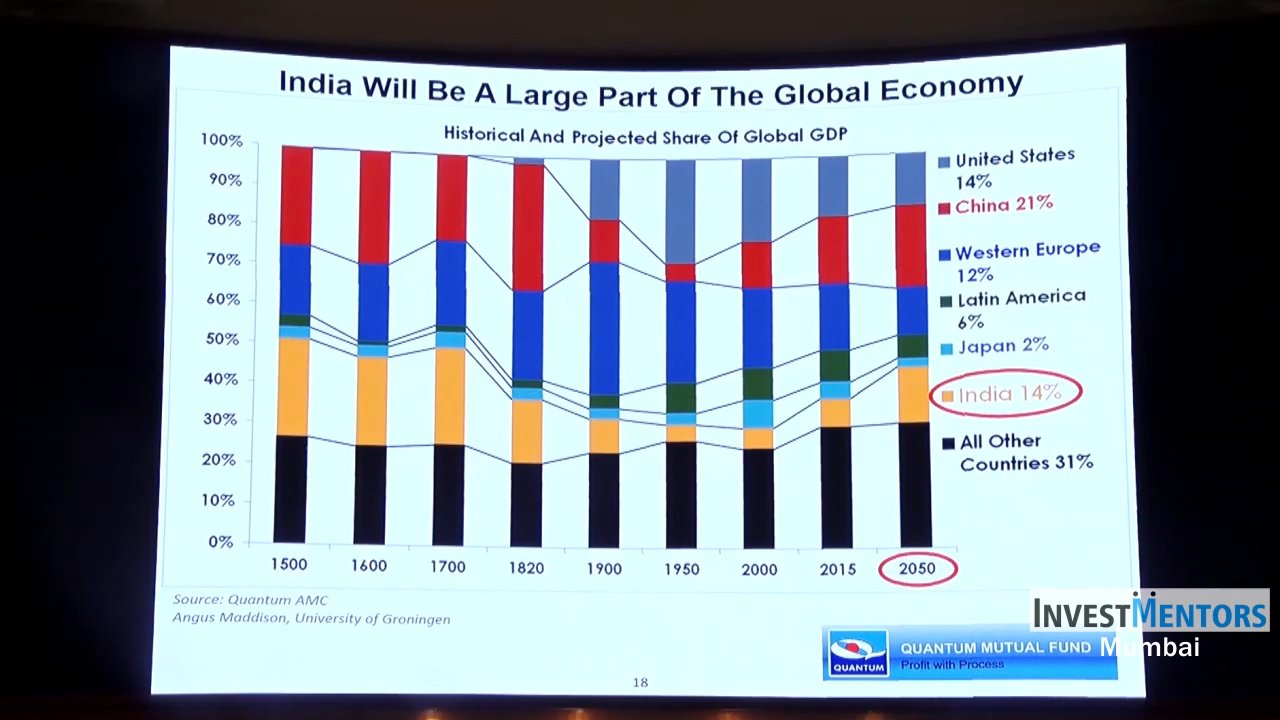 India Will Be A Large Part Of The Global Economy
Historical And Projected Share Of Global GDP
100%
90%
80%
70%
60%
50%
40%
30%
20%
10%
0%
1500
1600
1700
1820
1900
1950
2000
2015
2050
United States
14%
China 21%
Western Europe
12%
Latin America
6%
Japan 2%
India 14%
All Other
Countries 31%
Source: Quantum AMC
Angus Maddison, University of Groningen
QUANTUM
QUANTUM MUTUAL FUND
Profit with Process
18
INVESTMENTORS
Mumbai